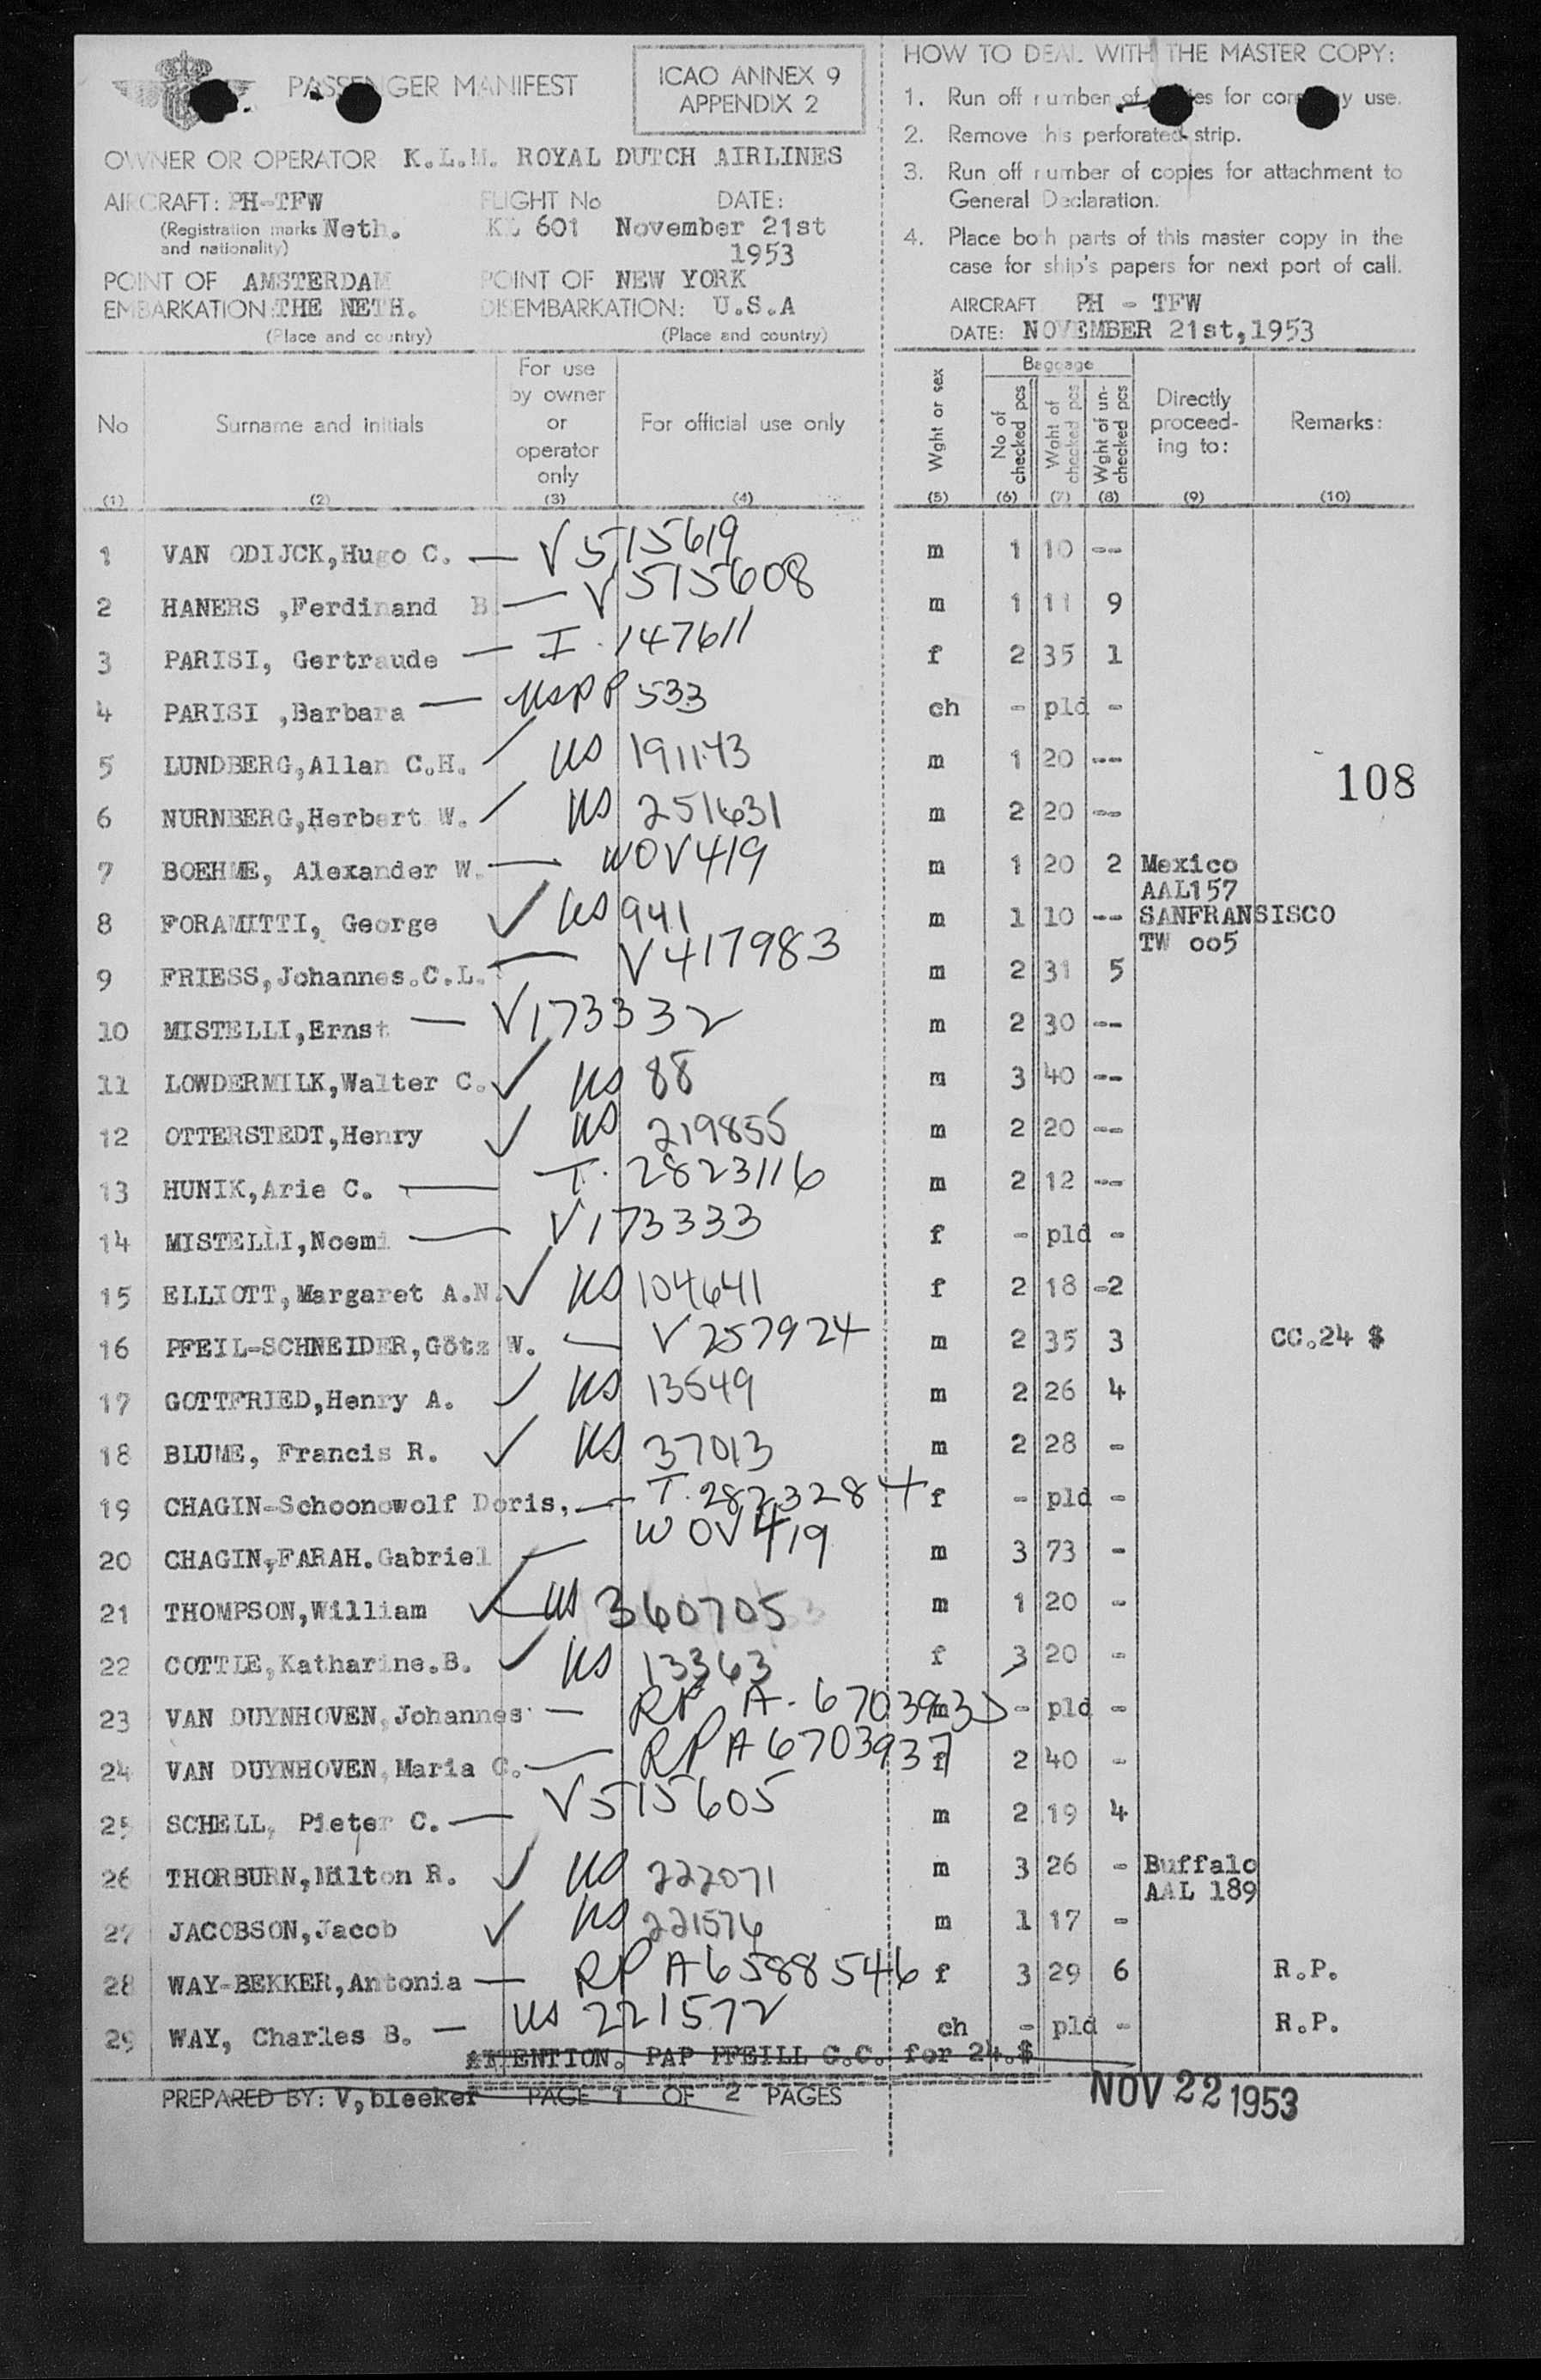 PASSENGER MANIFEST
ICAO ANNEX 9
APPENDIX 2
OWNER OR OPERATOR K.L.M. ROYAL DUTCH AIRLINES
AIRCRAFT: PH-TFW FLIGHT No DATE:
(Registration marks Neth. KL 601 November 21st
and nationality) 1953
POINT OF AMSTERDAM POINT OF NEW YORK
EMBARKATION: THE NETH. DISEMBARKATION: U.S.A
(Place and country) (Place and country)
HOW TO DEAL WITH THE MASTER COPY:
1. Run off number of copies for company use.
2. Remove this perforated strip.
3. Run off number of copies for attachment to
General Declaration.
4. Place both parts of this master copy in the
case for ship's papers for next port of call.
AIRCRAFT PH - TFW
DATE: NOVEMBER 21st,1953
No Surname and initials For use by owner or operator only For official use only Wght or sex Baggage No of checked pcs Wght of checked pcs Wght of un-checked pcs Directly proceed-ing to: Remarks:
(1) (2) (3) (4) (5) (6) (7) (8) (9) (10)
1 VAN ODIJCK,Hugo C. — V 515619 m 1 10 --
2 HANERS ,Ferdinand B — V 515608 m 1 11 9
3 PARISI, Gertraude — I. 147611 f 2 35 1
4 PARISI ,Barbara — USPP 533 ch - pld -
5 LUNDBERG,Allan C.H. US 191143 m 1 20 --
6 NURNBERG,Herbert W. US 251631 m 2 20 --
108
7 BOEHME, Alexander W. — WOV419 m 1 20 2 Mexico
AAL157
8 FORAMITTI, George ✓ US 941 m 1 10 -- SANFRANSISCO
TW oo5
9 FRIESS,Johannes.C.L. — V 417983 m 2 31 5
10 MISTELLI,Ernst — V173332 m 2 30 --
11 LOWDERMILK,Walter C. ✓ US 88 m 3 40 --
12 OTTERSTEDT,Henry ✓ US 219855 m 2 20 --
13 HUNIK,Arie C. — T. 2823116 m 2 12 --
14 MISTELLI,Noemi — V173333 f - pld -
15 ELLIOTT,Margaret A.N. ✓ US 104641 f 2 18 -2
16 PFEIL-SCHNEIDER,Götz W. — V 257924 m 2 35 3 CC.24 $
17 GOTTFRIED,Henry A. ✓ US 13549 m 2 26 4
18 BLUME, Francis R. ✓ US 37013 m 2 28 -
19 CHAGIN-Schoonowolf Doris, — T. 2823284 f - pld -
20 CHAGIN,FARAH.Gabriel — WOV419 m 3 73 -
21 THOMPSON,William ✓ US 360705 m 1 20 -
22 COTTLE,Katharine.B. ✓ US 13363 f 3 20 -
23 VAN DUYNHOVEN,Johannes — RP A-6703935 m - pld -
24 VAN DUYNHOVEN,Maria C. — RP A6703937 f 2 40 -
25 SCHELL, Pieter C. — V515605 m 2 19 4
26 THORBURN,Milton R. ✓ US 222071 m 3 26 - Buffalo
AAL 189
27 JACOBSON,Jacob ✓ US 221576 m 1 17 -
28 WAY-BEKKER,Antonia — RP A6588546 f 3 29 6 R.P.
29 WAY, Charles B. — US 221572 ch - pld - R.P.
ATTENTION. PAP PFEILL C.C. for 24.$
PREPARED BY: V,bleeker PAGE 1 OF 2 PAGES
NOV 22 1953